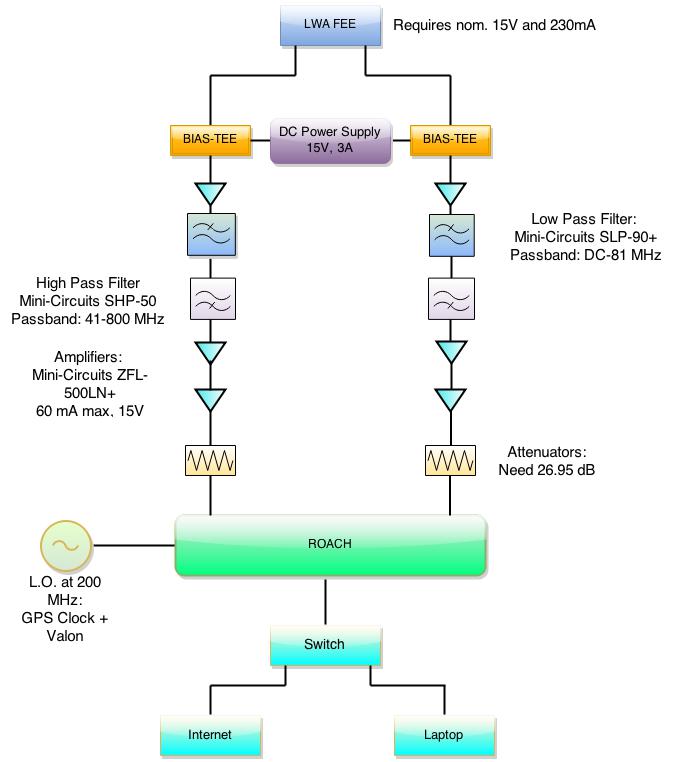 LWA FEE
Requires nom. 15V and 230mA
BIAS-TEE
DC Power Supply
15V, 3A
BIAS-TEE
Low Pass Filter:
Mini-Circuits SLP-90+
Passband: DC-81 MHz
High Pass Filter
Mini-Circuits SHP-50
Passband: 41-800 MHz
Amplifiers:
Mini-Circuits ZFL-
500LN+
60 mA max, 15V
Attenuators:
Need 26.95 dB
ROACH
L.O. at 200
MHz:
GPS Clock +
Valon
Switch
Internet
Laptop